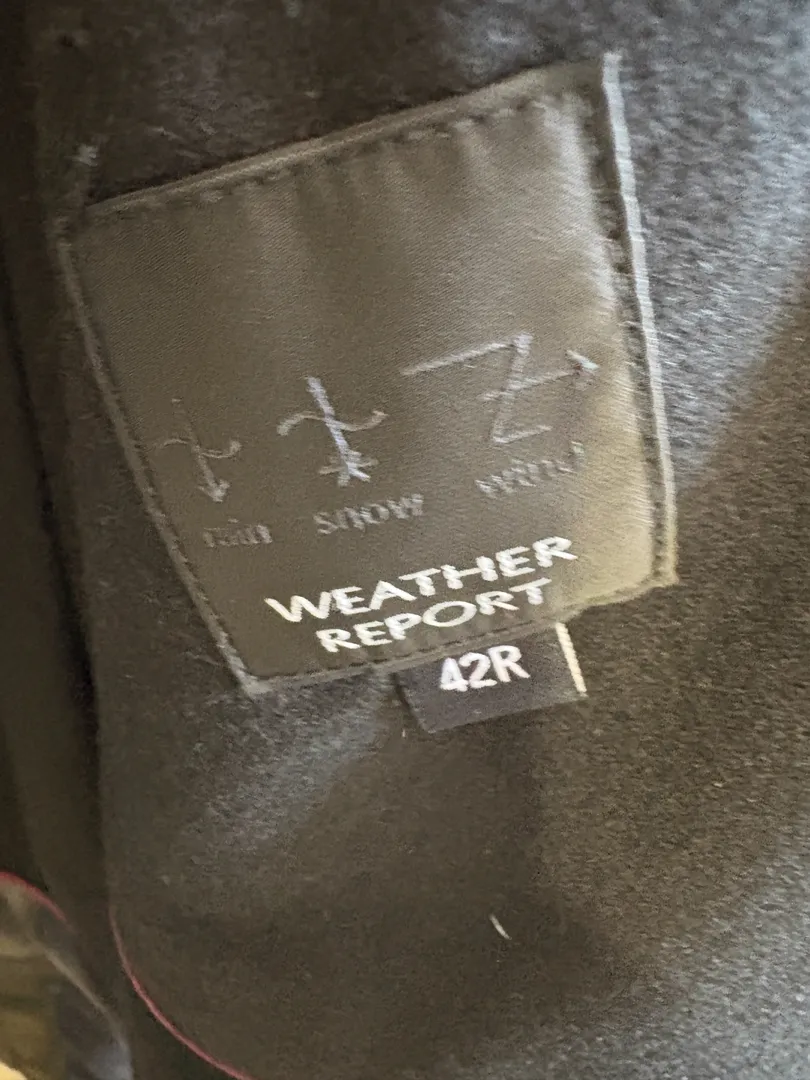 rain snow wind
WEATHER
REPORT
42R